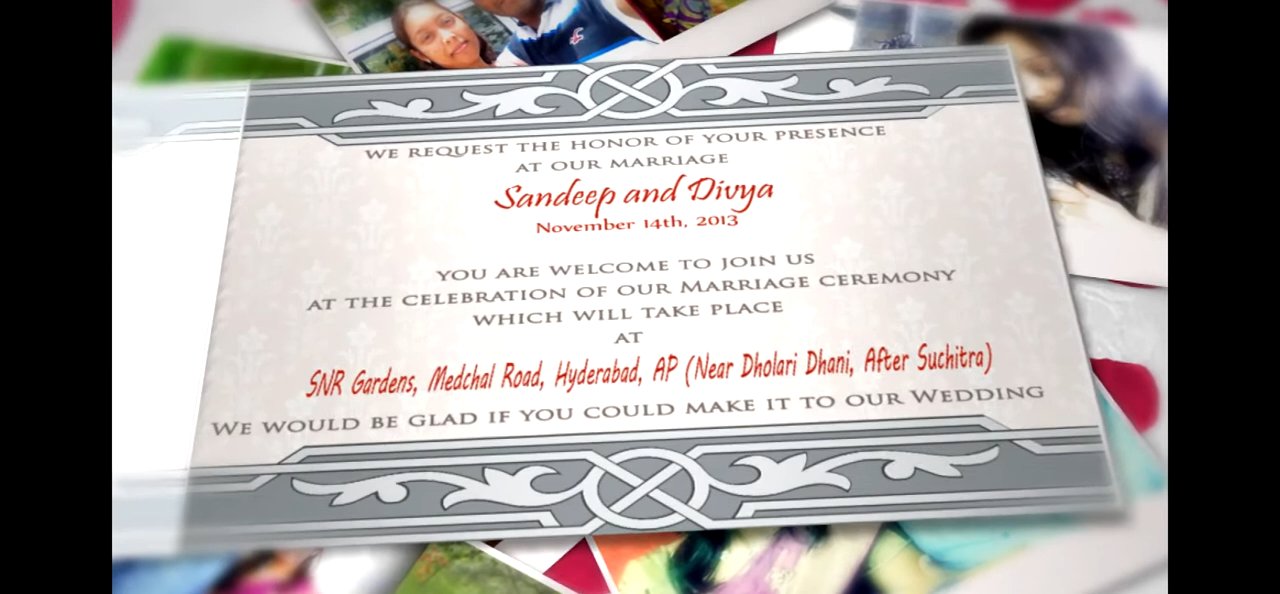 WE REQUEST THE HONOR OF YOUR PRESENCE
AT OUR MARRIAGE
Sandeep and Divya
November 14th, 2013
YOU ARE WELCOME TO JOIN US
AT THE CELEBRATION OF OUR MARRIAGE CEREMONY
WHICH WILL TAKE PLACE
AT
SNR Gardens, Medchal Road, Hyderabad, AP (Near Dholari Dhani, After Suchitra)
WE WOULD BE GLAD IF YOU COULD MAKE IT TO OUR WEDDING